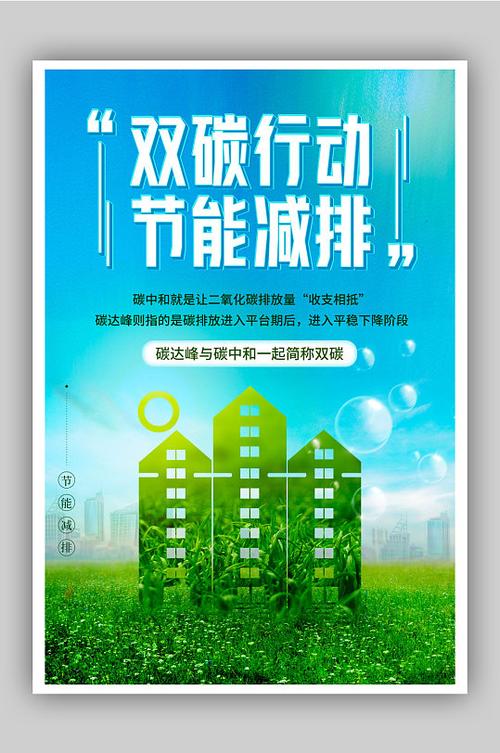 “双碳行动
节能减排”
碳中和就是让二氧化碳排放量“收支相抵”
碳达峰则指的是碳排放进入平台期后，进入平稳下降阶段
碳达峰与碳中和一起简称双碳
节能减排